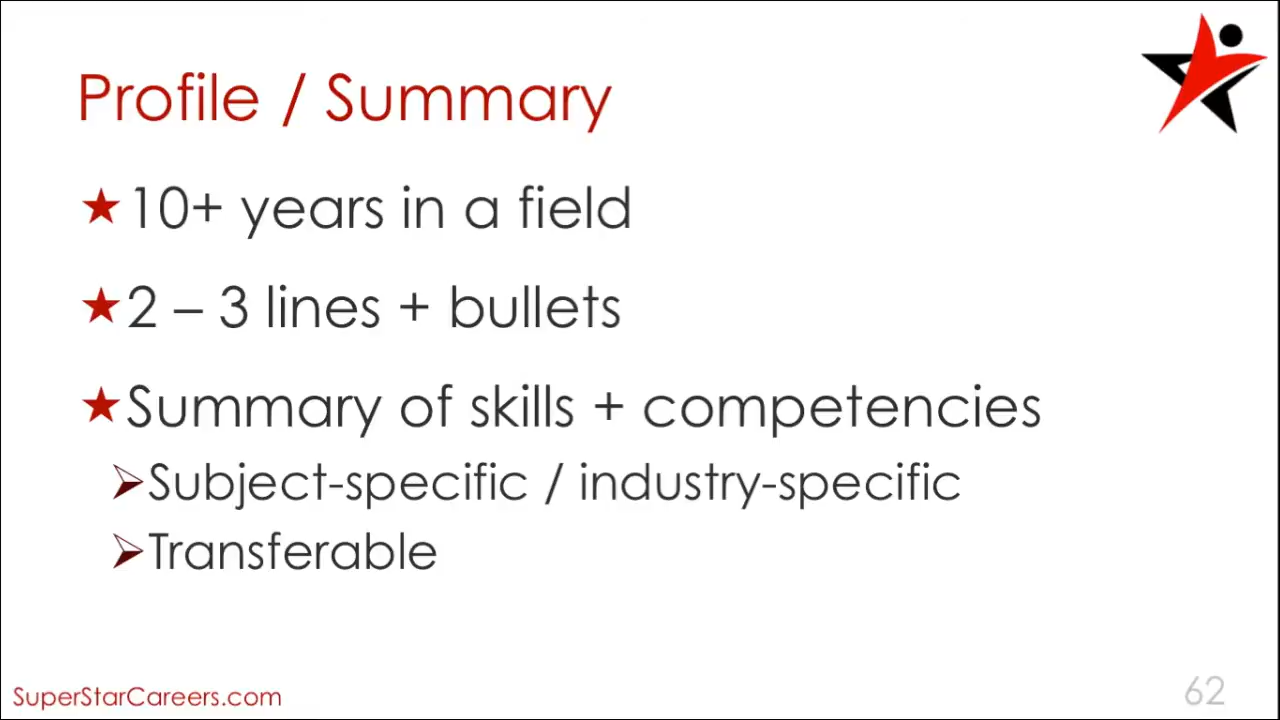 Profile / Summary
10+ years in a field
2 – 3 lines + bullets
Summary of skills + competencies
Subject-specific / industry-specific
Transferable
SuperStarCareers.com
62